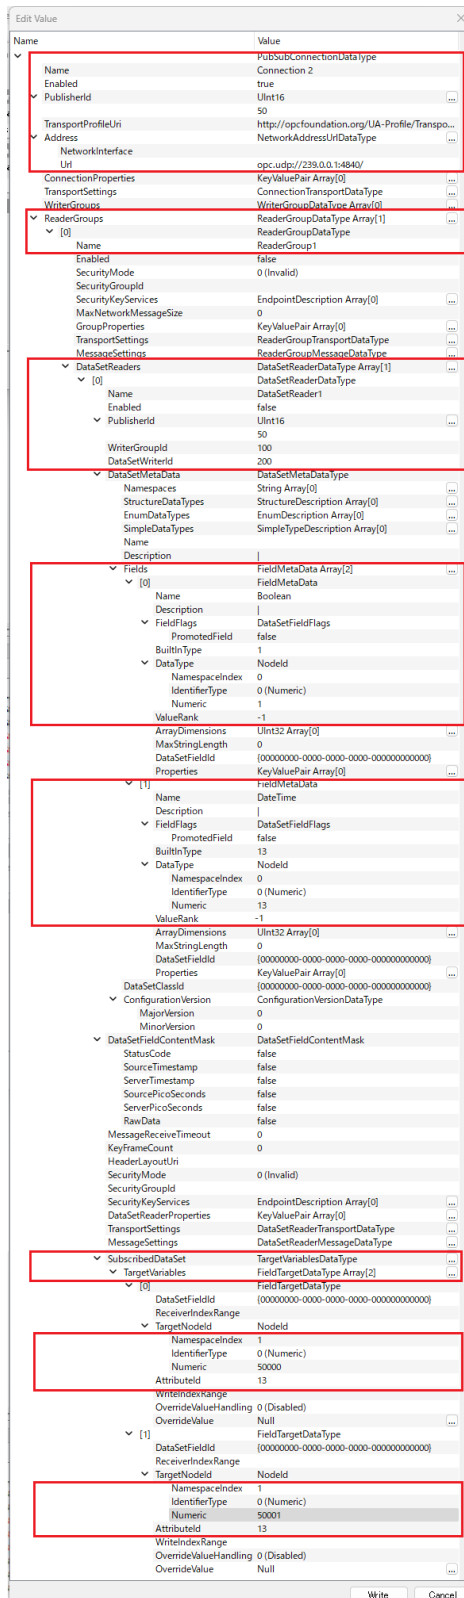 Edit Value
Name Value
PubSubConnectionDataType
Name Connection 2
Enabled true
PublisherId UInt16 ...
50
TransportProfileUri http://opcfoundation.org/UA-Profile/Transpo...
Address NetworkAddressUrlDataType ...
NetworkInterface
Url opc.udp://239.0.0.1:4840/
ConnectionProperties KeyValuePair Array[0] ...
TransportSettings ConnectionTransportDataType ...
WriterGroups WriterGroupDataType Array[0] ...
ReaderGroups ReaderGroupDataType Array[1] ...
[0] ReaderGroupDataType
Name ReaderGroup1
Enabled false
SecurityMode 0 (Invalid)
SecurityGroupId
SecurityKeyServices EndpointDescription Array[0] ...
MaxNetworkMessageSize 0
GroupProperties KeyValuePair Array[0] ...
TransportSettings ReaderGroupTransportDataType ...
MessageSettings ReaderGroupMessageDataType ...
DataSetReaders DataSetReaderDataType Array[1] ...
[0] DataSetReaderDataType
Name DataSetReader1
Enabled false
PublisherId UInt16 ...
50
WriterGroupId 100
DataSetWriterId 200
DataSetMetaData DataSetMetaDataType
Namespaces String Array[0] ...
StructureDataTypes StructureDescription Array[0] ...
EnumDataTypes EnumDescription Array[0] ...
SimpleDataTypes SimpleTypeDescription Array[0] ...
Name
Description |
Fields FieldMetaData Array[2] ...
[0] FieldMetaData
Name Boolean
Description |
FieldFlags DataSetFieldFlags
PromotedField false
BuiltInType 1
DataType NodeId
NamespaceIndex 0
IdentifierType 0 (Numeric)
Numeric 1
ValueRank -1
ArrayDimensions UInt32 Array[0] ...
MaxStringLength 0
DataSetFieldId {00000000-0000-0000-0000-000000000000}
Properties KeyValuePair Array[0] ...
[1] FieldMetaData
Name DateTime
Description |
FieldFlags DataSetFieldFlags
PromotedField false
BuiltInType 13
DataType NodeId
NamespaceIndex 0
IdentifierType 0 (Numeric)
Numeric 13
ValueRank -1
ArrayDimensions UInt32 Array[0] ...
MaxStringLength 0
DataSetFieldId {00000000-0000-0000-0000-000000000000}
Properties KeyValuePair Array[0] ...
DataSetClassId {00000000-0000-0000-0000-000000000000}
ConfigurationVersion ConfigurationVersionDataType
MajorVersion 0
MinorVersion 0
DataSetFieldContentMask DataSetFieldContentMask
StatusCode false
SourceTimestamp false
ServerTimestamp false
SourcePicoSeconds false
ServerPicoSeconds false
RawData false
MessageReceiveTimeout 0
KeyFrameCount 0
HeaderLayoutUri
SecurityMode 0 (Invalid)
SecurityGroupId
SecurityKeyServices EndpointDescription Array[0] ...
DataSetReaderProperties KeyValuePair Array[0] ...
TransportSettings DataSetReaderTransportDataType ...
MessageSettings DataSetReaderMessageDataType ...
SubscribedDataSet TargetVariablesDataType ...
TargetVariables FieldTargetDataType Array[2] ...
[0] FieldTargetDataType
DataSetFieldId {00000000-0000-0000-0000-000000000000}
ReceiverIndexRange
TargetNodeId NodeId
NamespaceIndex 1
IdentifierType 0 (Numeric)
Numeric 50000
AttributeId 13
WriteIndexRange
OverrideValueHandling 0 (Disabled)
OverrideValue Null ...
[1] FieldTargetDataType
DataSetFieldId {00000000-0000-0000-0000-000000000000}
ReceiverIndexRange
TargetNodeId NodeId
NamespaceIndex 1
IdentifierType 0 (Numeric)
Numeric 50001
AttributeId 13
WriteIndexRange
OverrideValueHandling 0 (Disabled)
OverrideValue Null ...
Write Cancel